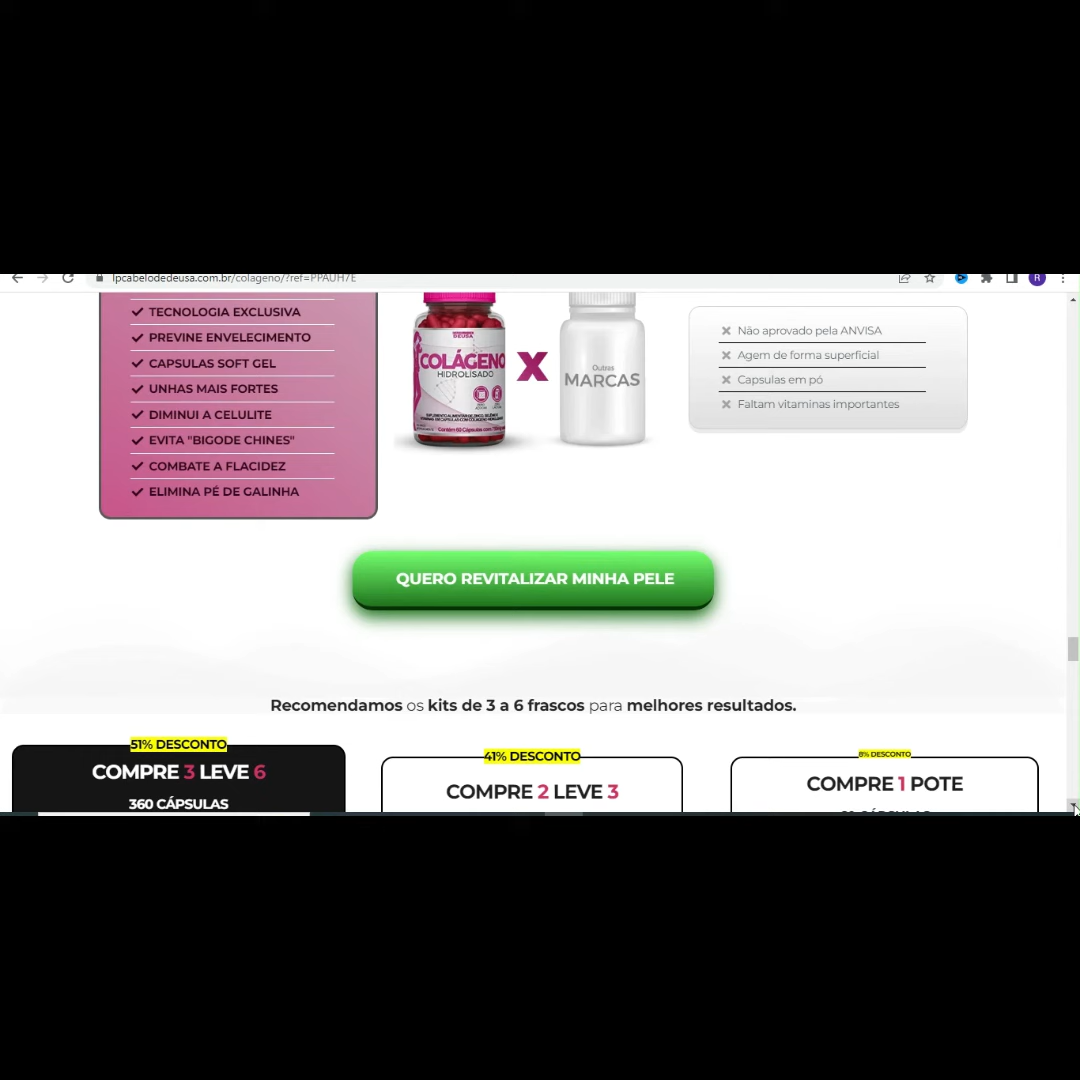 lpcabelodedeusa.com.br/colageno/?ref=PPAUH7E
R
TECNOLOGIA EXCLUSIVA
PREVINE ENVELECIMENTO
CAPSULAS SOFT GEL
UNHAS MAIS FORTES
DIMINUI A CELULITE
EVITA "BIGODE CHINES"
COMBATE A FLACIDEZ
ELIMINA PÉ DE GALINHA
DEUSA
COLÁGENO
HIDROLISADO
X
Outras
MARCAS
Não aprovado pela ANVISA
Agem de forma superficial
Capsulas em pó
Faltam vitaminas importantes
QUERO REVITALIZAR MINHA PELE
Recomendamos os kits de 3 a 6 frascos para melhores resultados.
51% DESCONTO
COMPRE 3 LEVE 6
360 CÁPSULAS
41% DESCONTO
COMPRE 2 LEVE 3
8% DESCONTO
COMPRE 1 POTE